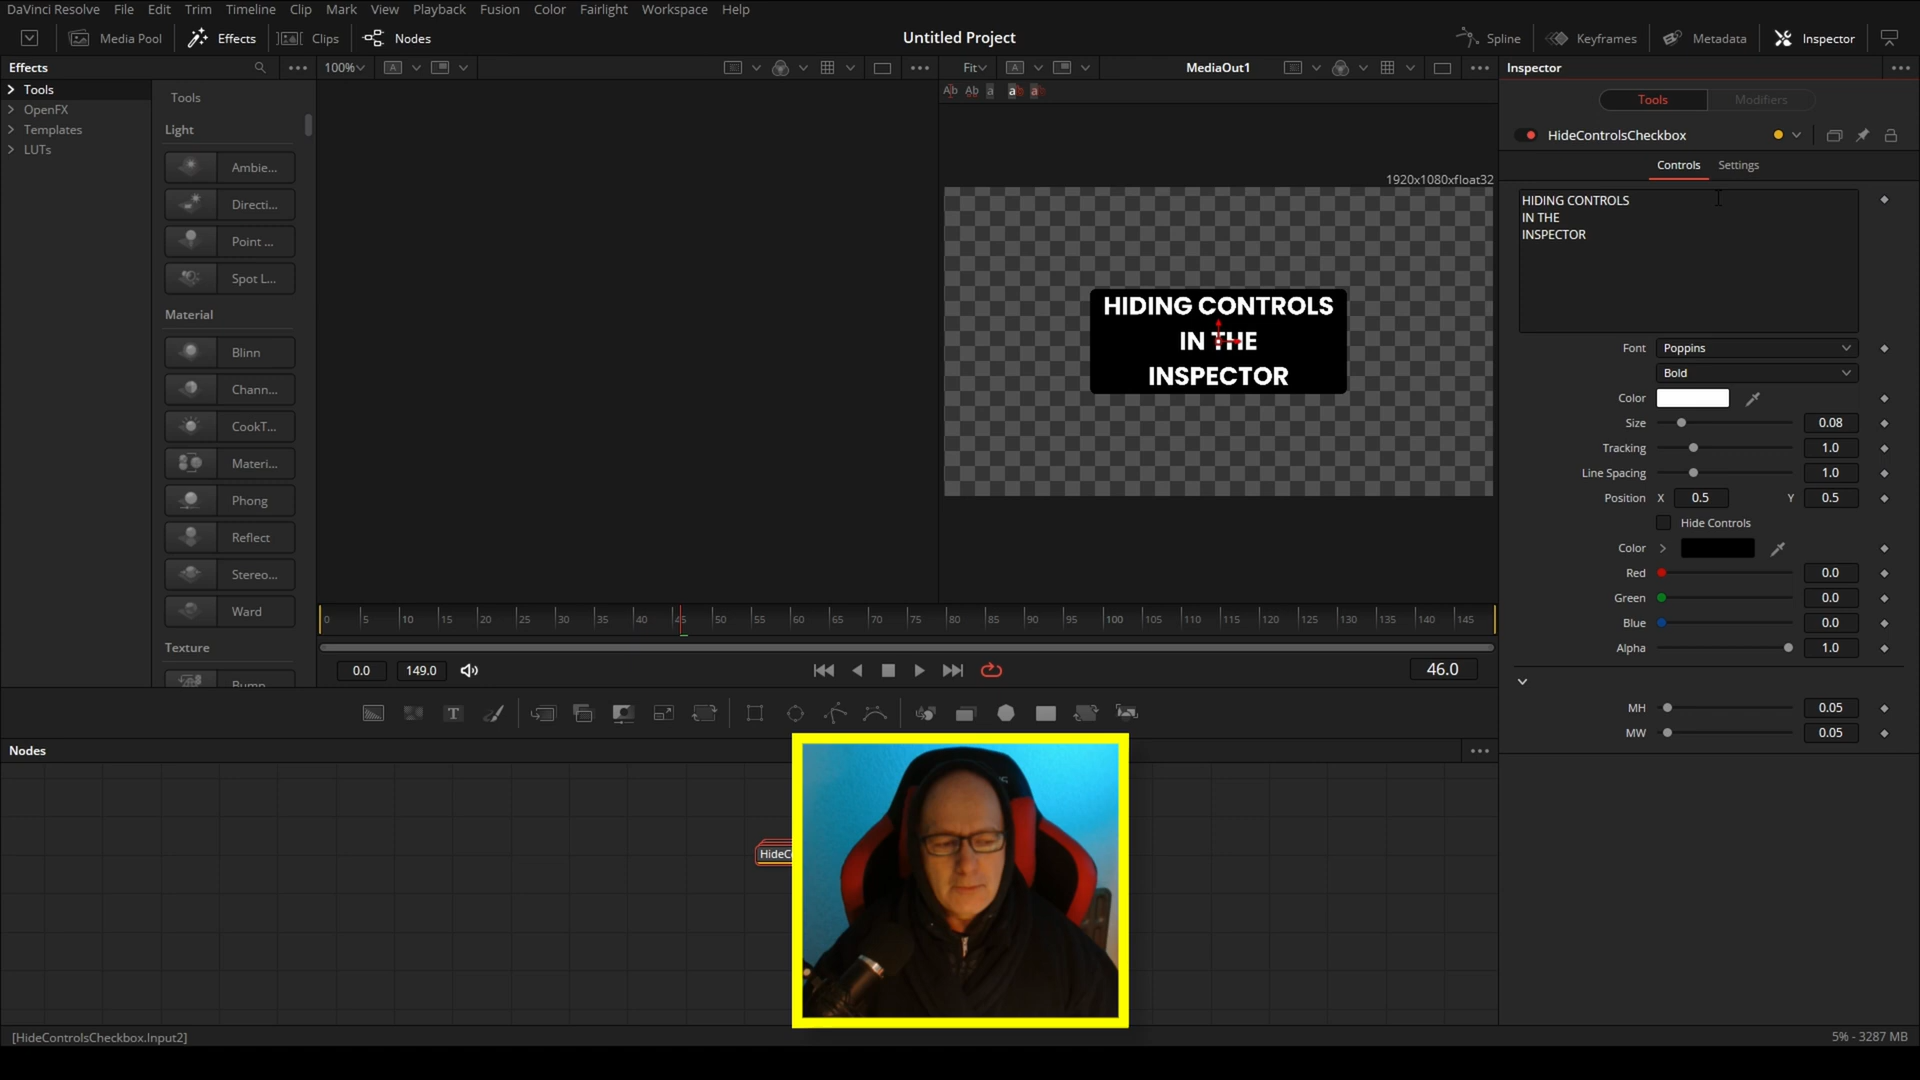 DaVinci Resolve File Edit Trim Timeline Clip Mark View Playback Fusion Color Fairlight Workspace Help
Media Pool Effects Clips Nodes Untitled Project Spline Keyframes Metadata Inspector
Effects 100% A Fit A MediaOut1 Inspector
Tools
OpenFX
Templates
LUTs
Tools
Light
Ambie...
Directi...
Point ...
Spot L...
Material
Blinn
Chann...
CookT...
Materi...
Phong
Reflect
Stereo...
Ward
Texture
Bump
Ab Ab a ab ab
1920x1080xfloat32
HIDING CONTROLS
IN THE
INSPECTOR
0 5 10 15 20 25 30 35 40 45 50 55 60 65 70 75 80 85 90 95 100 105 110 115 120 125 130 135 140 145
0.0 149.0 46.0
T
Nodes
HideC
Tools Modifiers
HideControlsCheckbox
Controls Settings
HIDING CONTROLS
IN THE
INSPECTOR
Font Poppins
Bold
Color
Size 0.08
Tracking 1.0
Line Spacing 1.0
Position X 0.5 Y 0.5
Hide Controls
Color
Red 0.0
Green 0.0
Blue 0.0
Alpha 1.0
MH 0.05
MW 0.05
[HideControlsCheckbox.Input2] 5% - 3287 MB